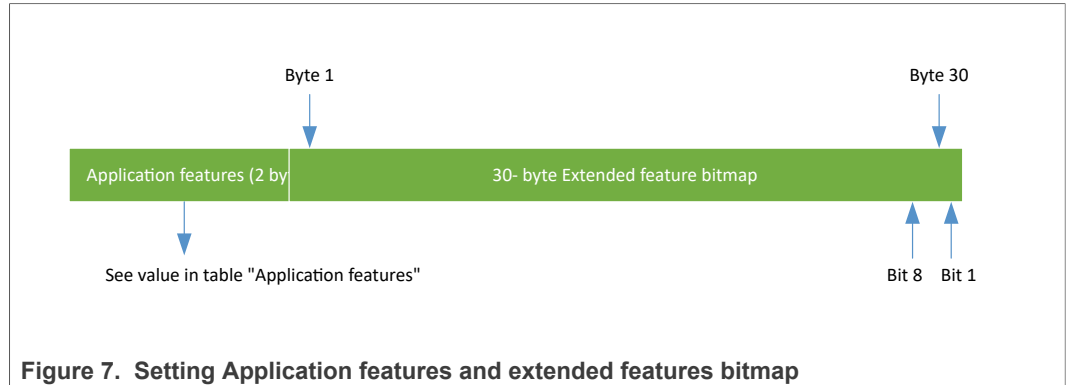 Byte 1
Byte 30
Application features (2 by
30- byte Extended feature bitmap
See value in table "Application features"
Bit 8
Bit 1
Figure 7. Setting Application features and extended features bitmap